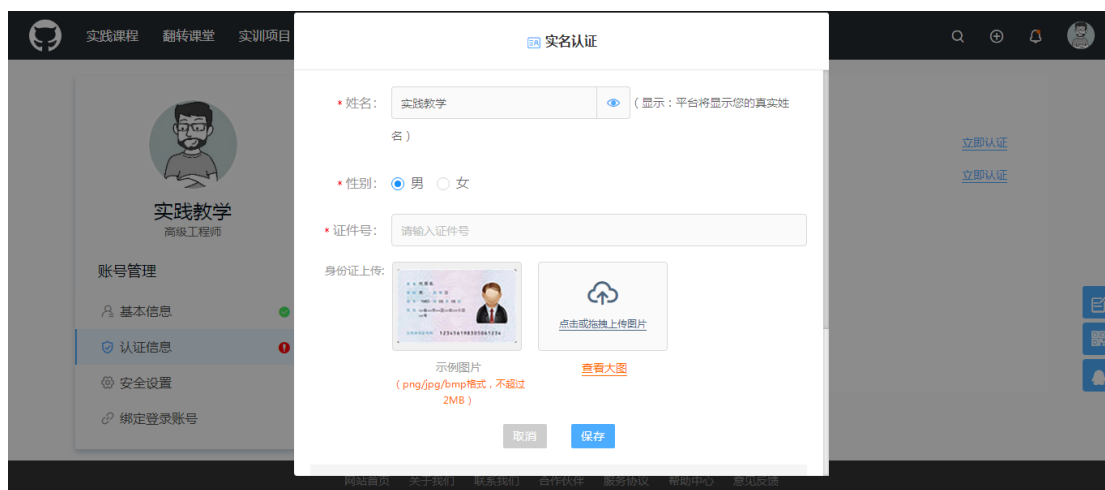 实践课程 翻转课堂 实训项目
实名认证
*姓名: 实践教学 (显示:平台将显示您的真实姓
名)
立即认证
*性别: 男 女
立即认证
实践教学
高级工程师
*证件号: 请输入证件号
账号管理
身份证上传:
基本信息
123456198305061234
点击或拖拽上传图片
认证信息
示例图片 查看大图
(png/jpg/bmp格式,不超过
2MB)
安全设置
绑定登录账号
取消 保存
网站首页 关于我们 联系我们 合作伙伴 服务协议 帮助中心 意见反馈